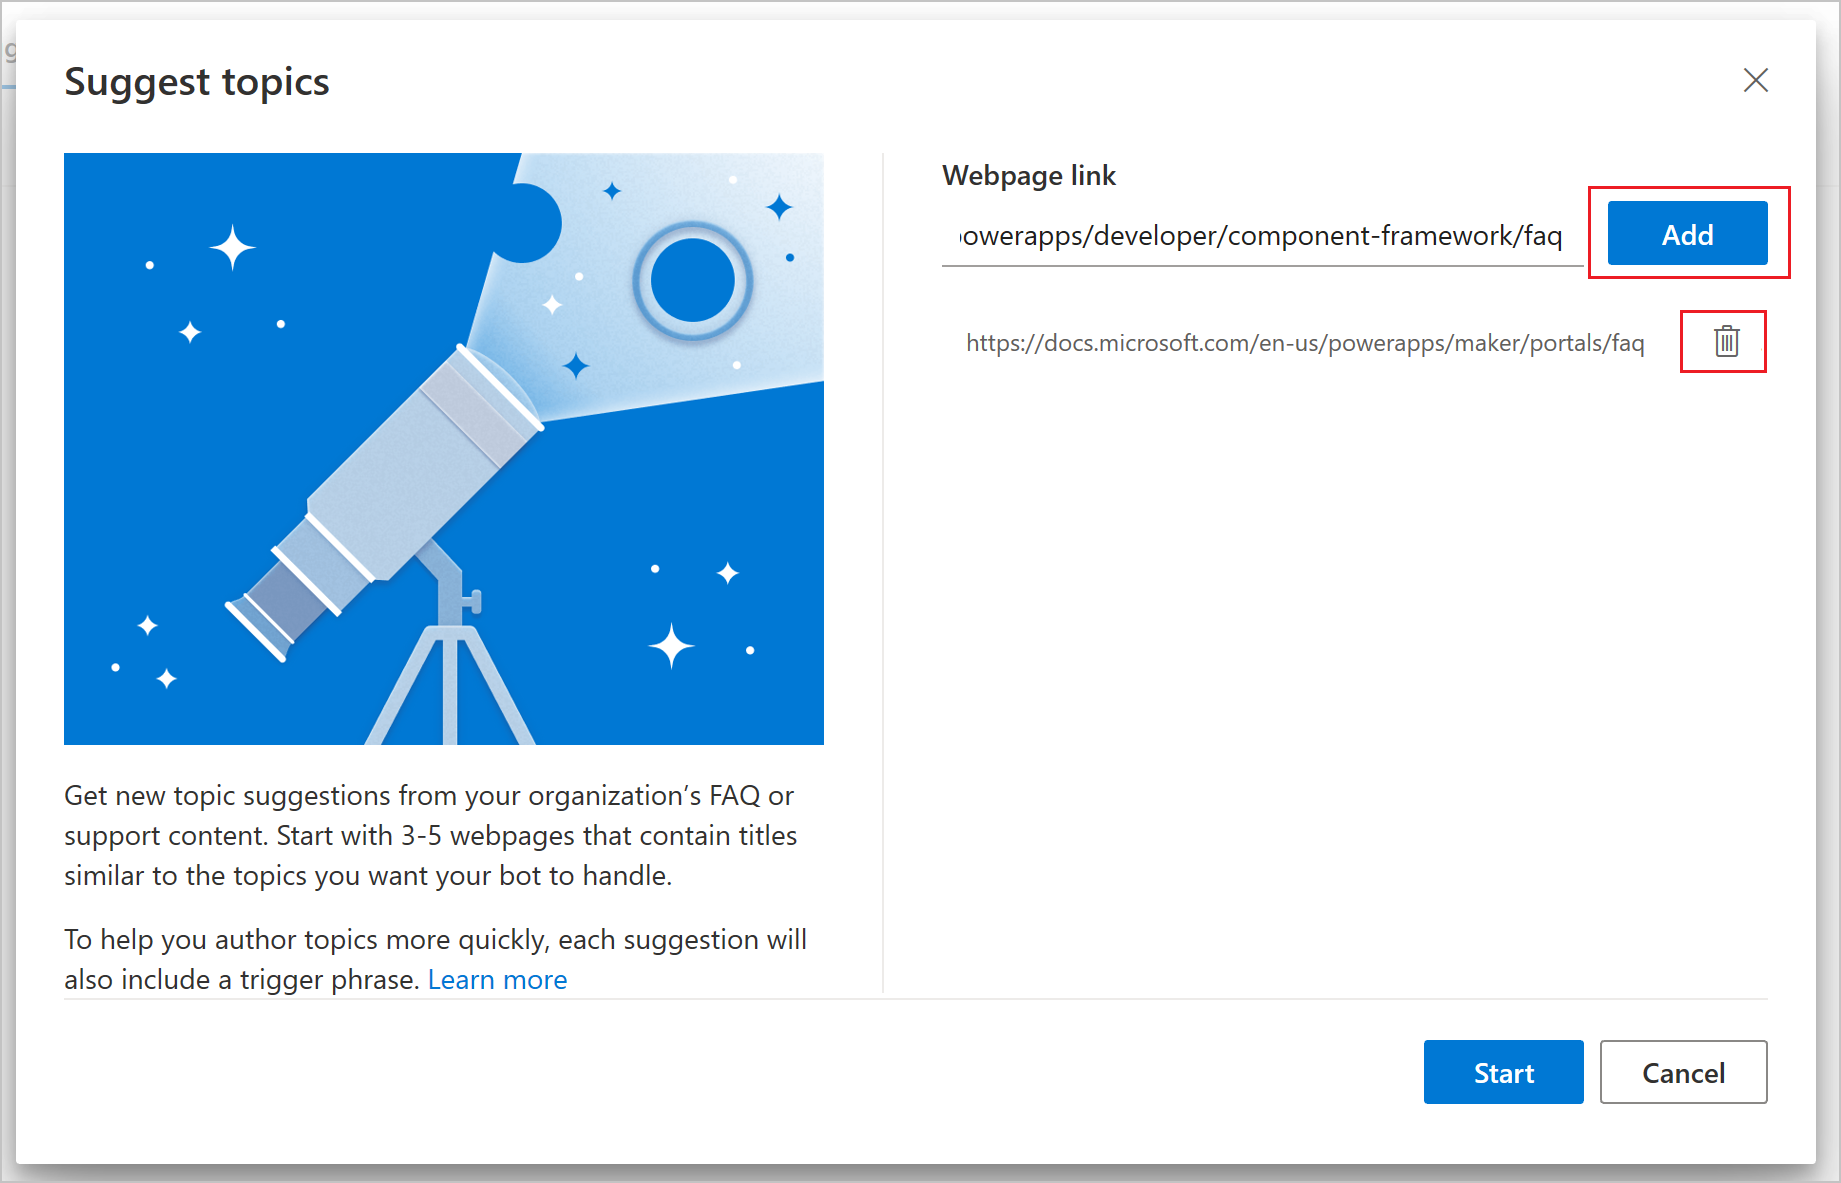 Suggest topics
Webpage link
powerapps/developer/component-framework/faq
Add
https://docs.microsoft.com/en-us/powerapps/maker/portals/faq
Get new topic suggestions from your organization’s FAQ or
support content. Start with 3-5 webpages that contain titles
similar to the topics you want your bot to handle.
To help you author topics more quickly, each suggestion will
also include a trigger phrase. Learn more
Start
Cancel